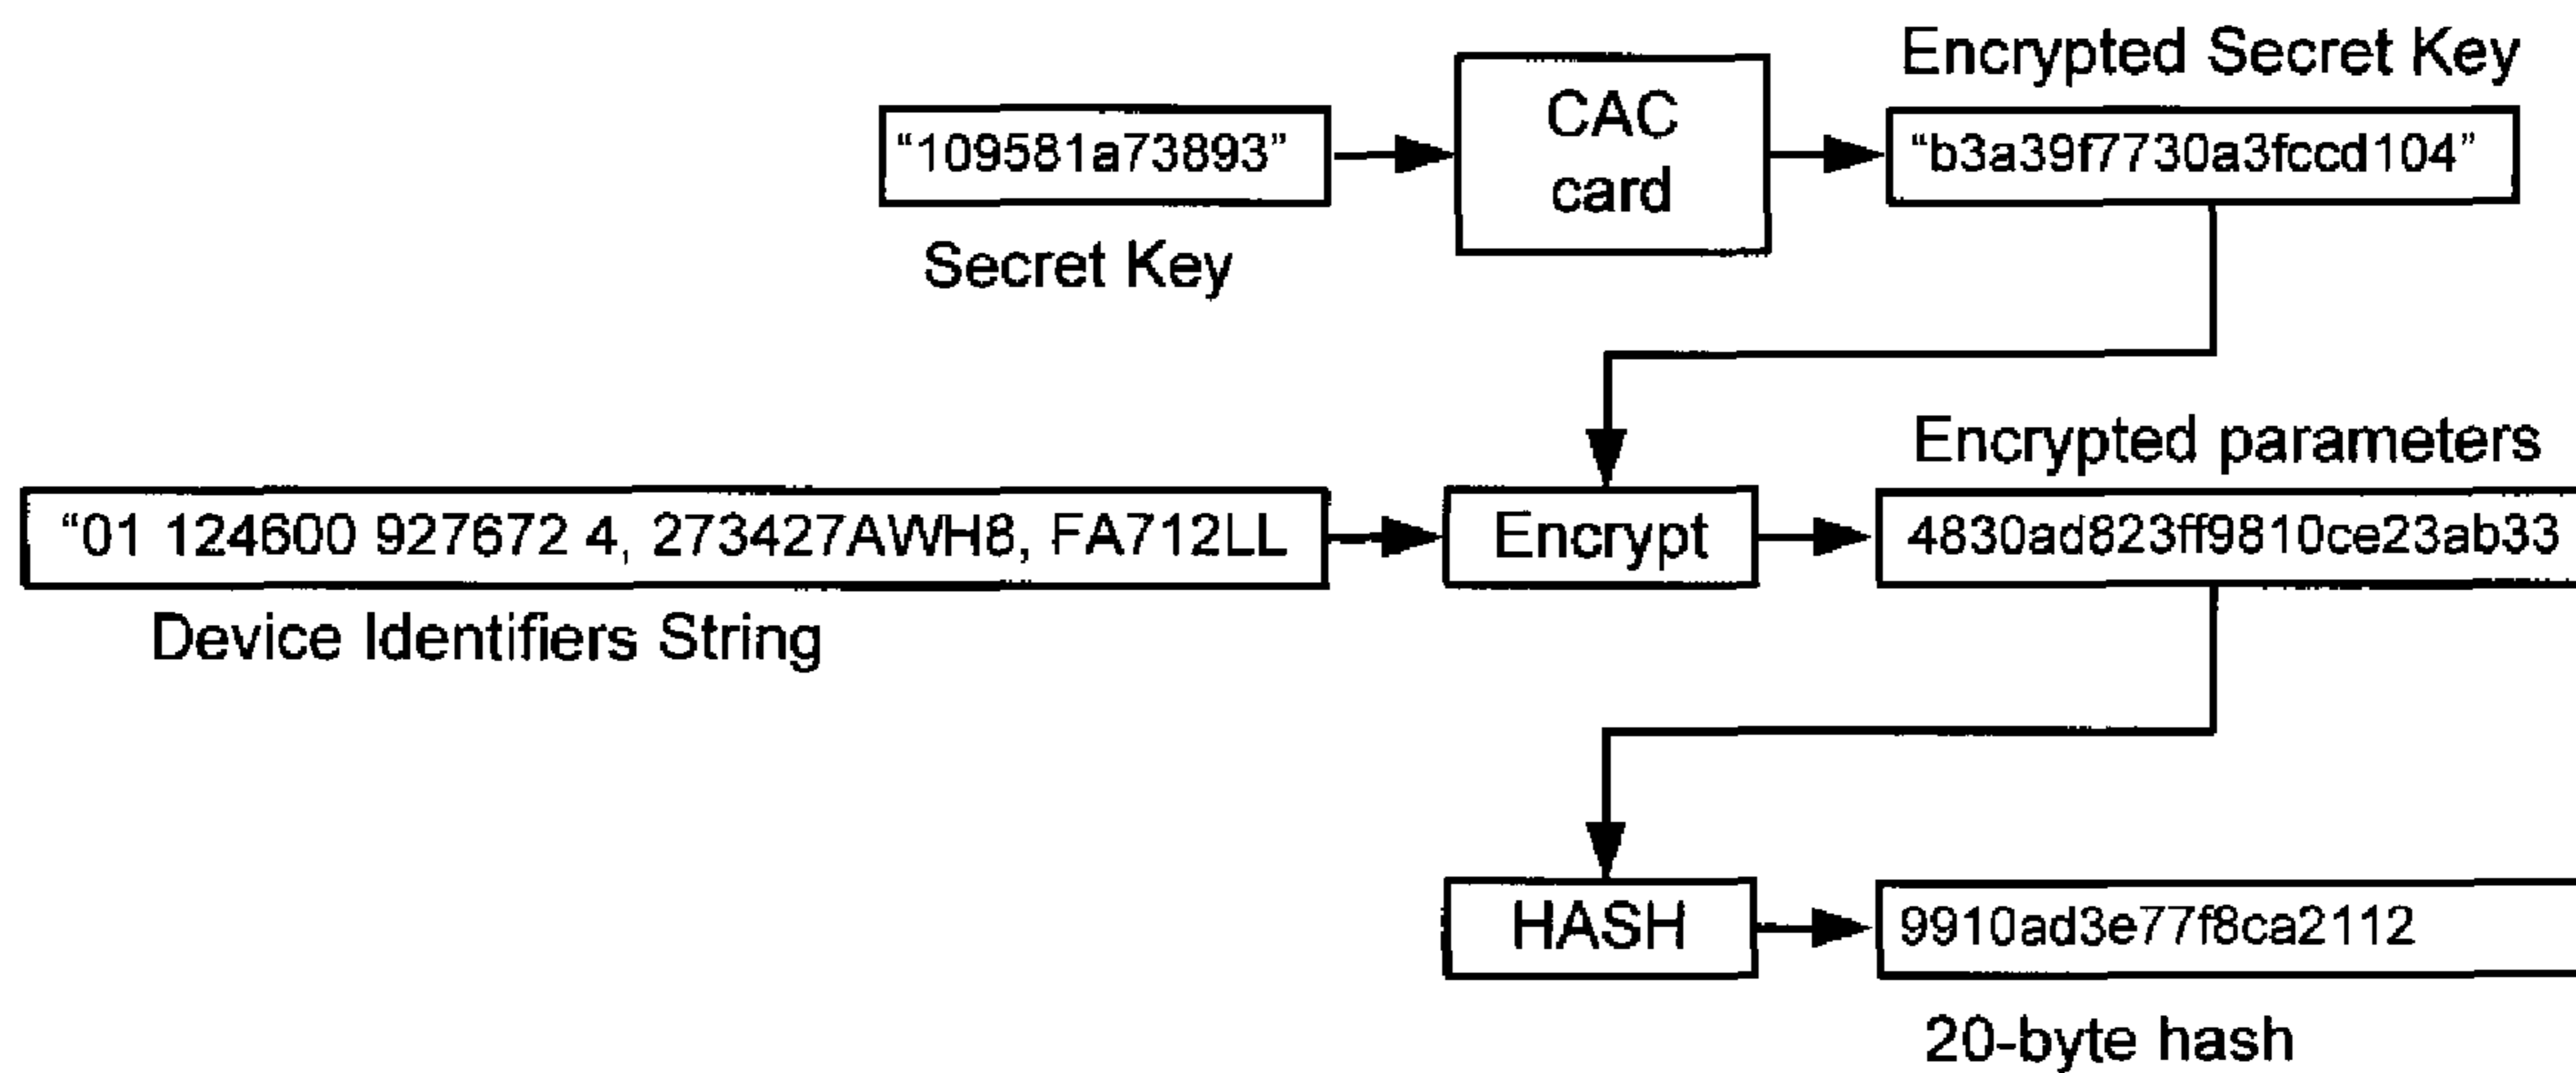 Encrypted Secret Key
"109581a73893"
CAC
card
"b3a39f7730a3fccd104"
Secret Key
Encrypted parameters
"01 124600 927672 4, 273427AWH8, FA712LL
Encrypt
4830ad823ff9810ce23ab33
Device Identifiers String
HASH
9910ad3e77f8ca2112
20-byte hash